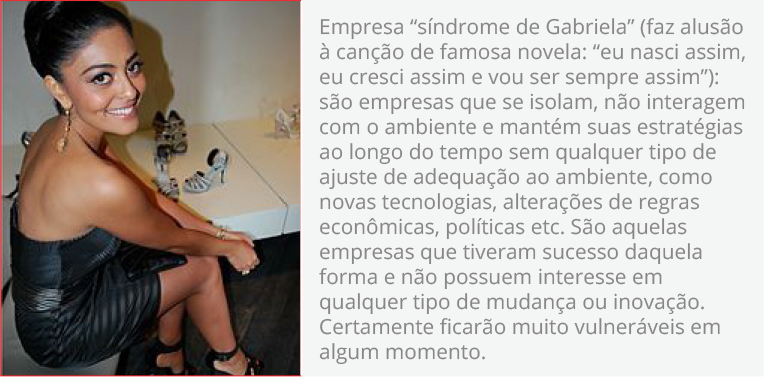 Empresa “síndrome de Gabriela” (faz alusão
à canção de famosa novela: “eu nasci assim,
eu cresci assim e vou ser sempre assim”):
são empresas que se isolam, não interagem
com o ambiente e mantém suas estratégias
ao longo do tempo sem qualquer tipo de
ajuste de adequação ao ambiente, como
novas tecnologias, alterações de regras
econômicas, políticas etc. São aquelas
empresas que tiveram sucesso daquela
forma e não possuem interesse em
qualquer tipo de mudança ou inovação.
Certamente ficarão muito vulneráveis em
algum momento.